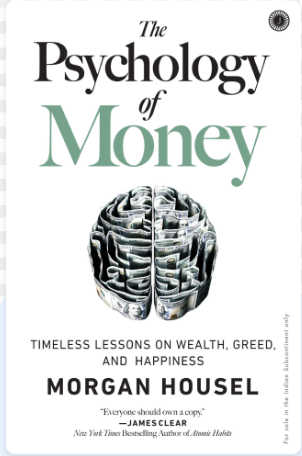 The
Psychology
of
Money
TIMELESS LESSONS ON WEALTH, GREED,
AND HAPPINESS
MORGAN HOUSEL
"Everyone should own a copy."
—JAMES CLEAR
New York Times Bestselling Author of Atomic Habits
For sale in the Indian Subcontinent only